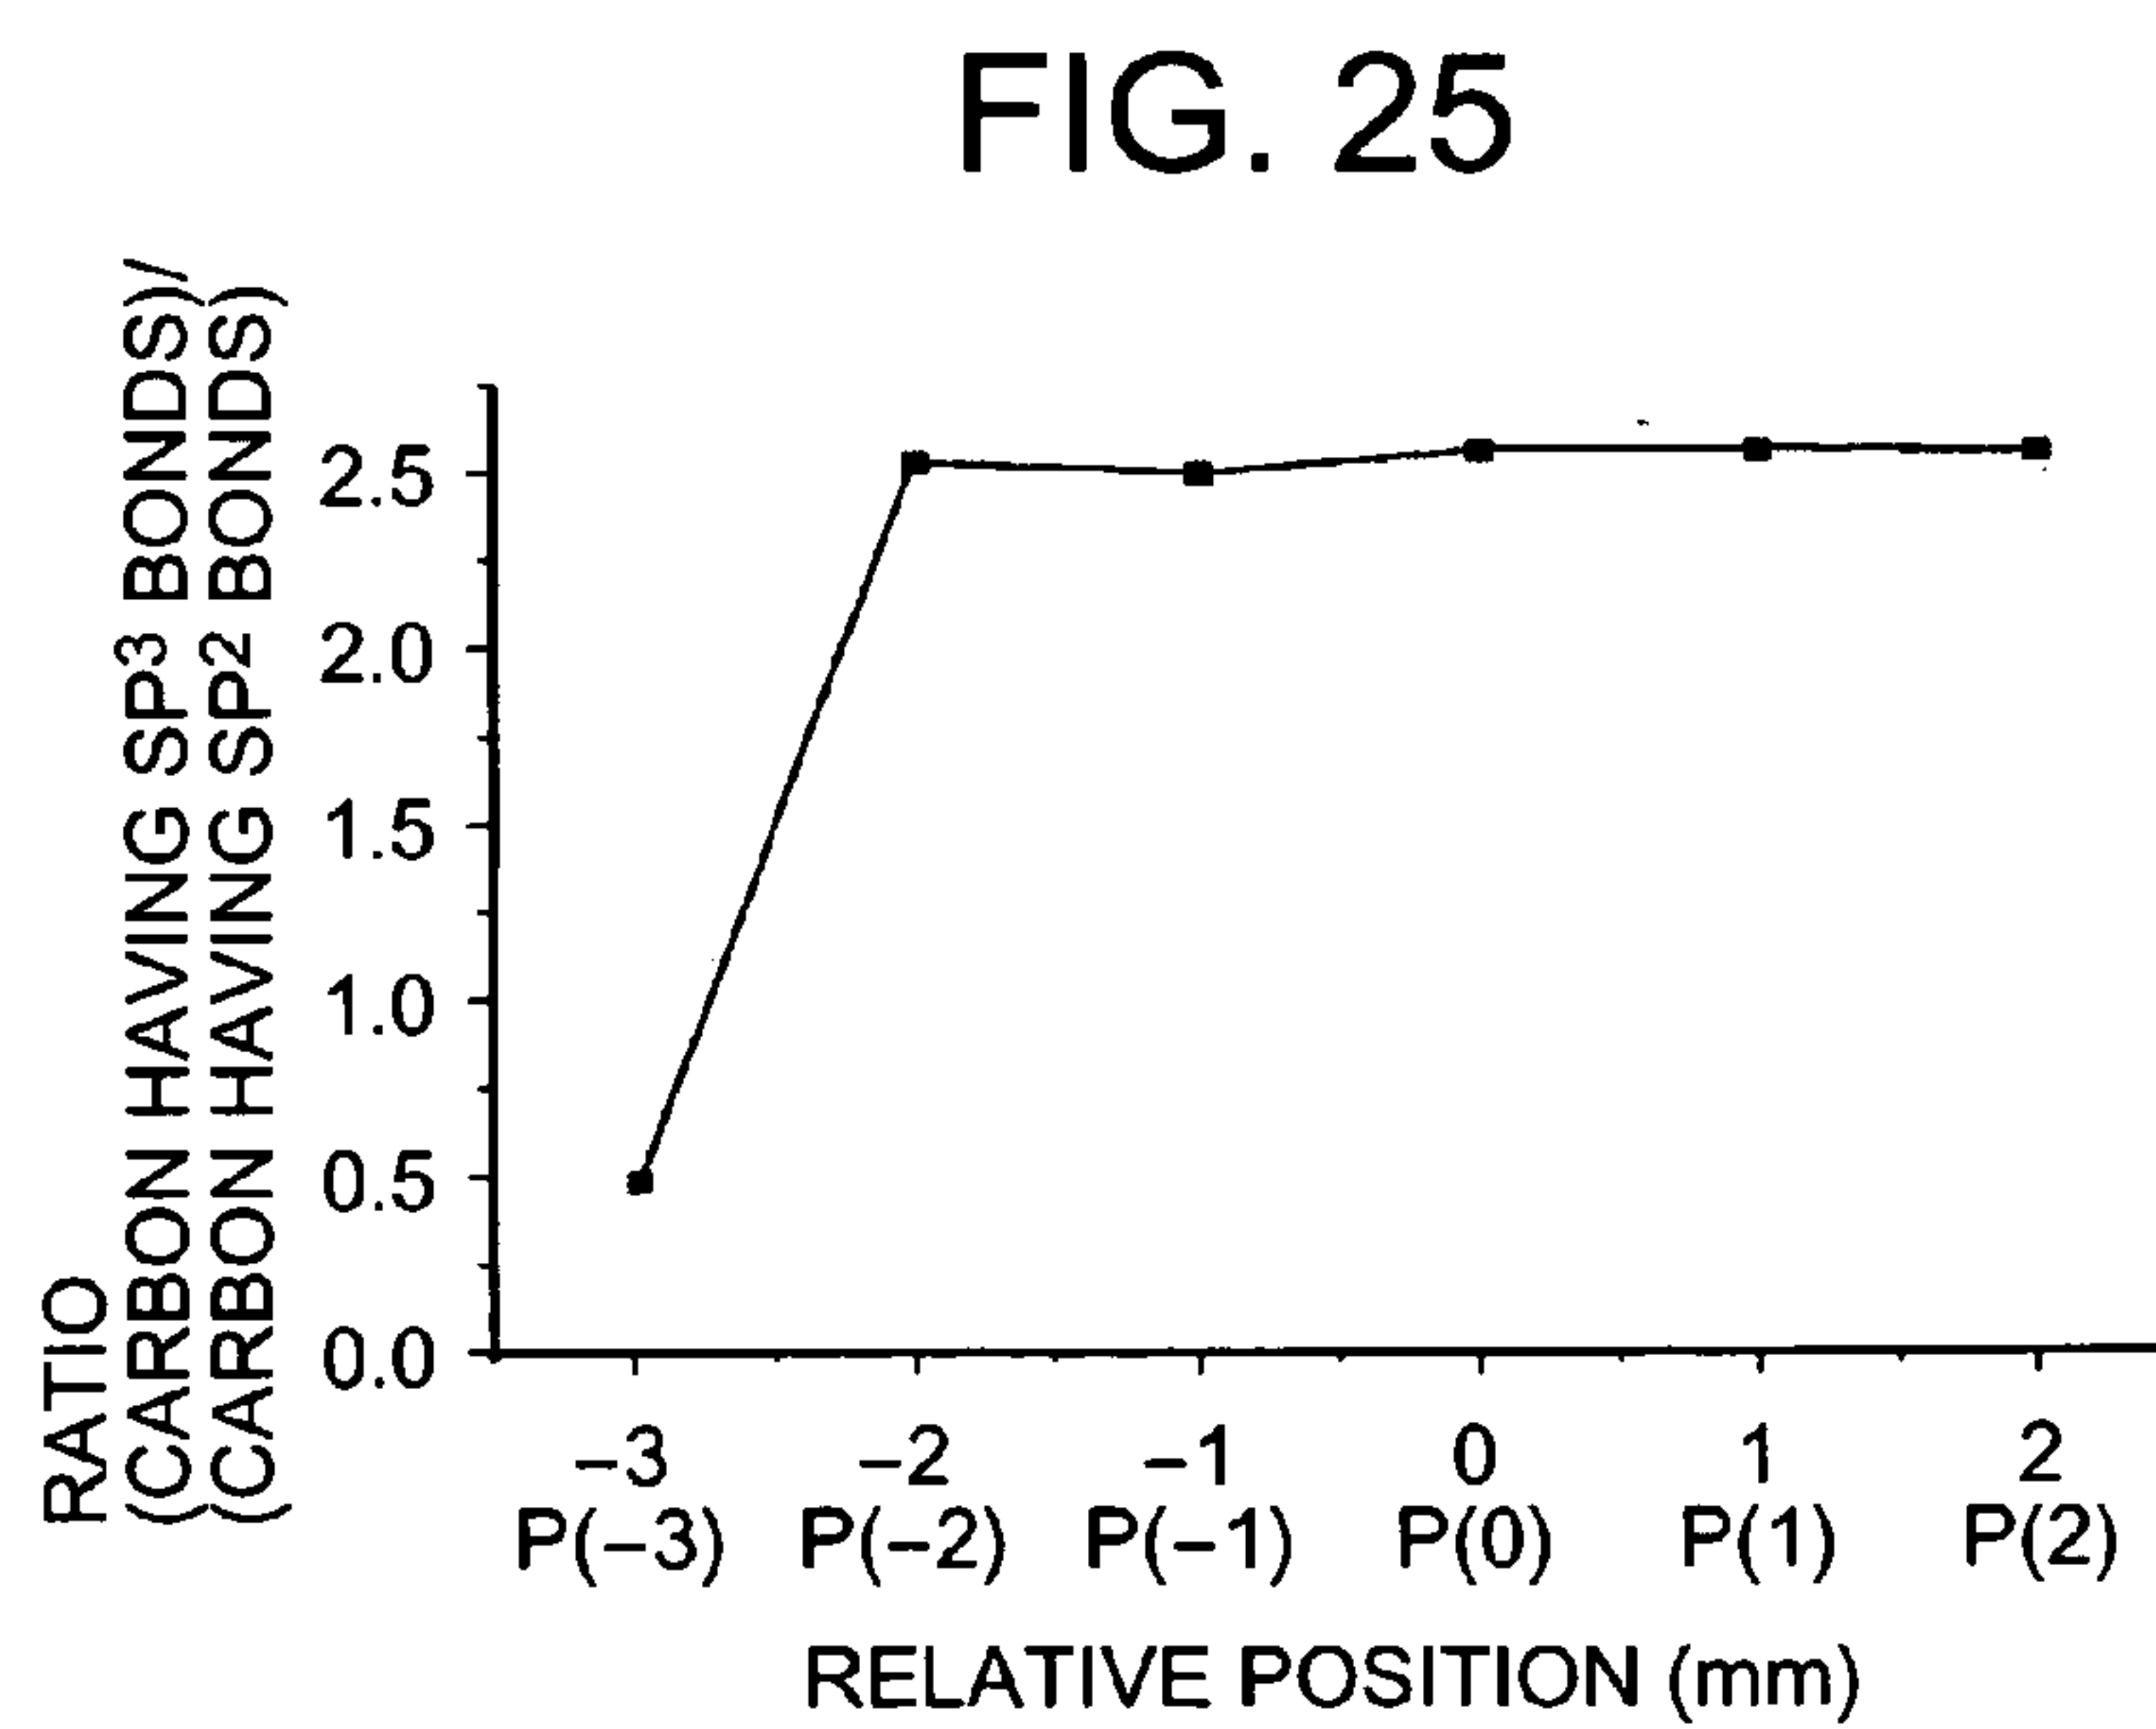 FIG. 25
RATIO
(CARBON HAVING SP³ BONDS)/
(CARBON HAVING SP² BONDS)
2.5
2.0
1.5
1.0
0.5
0.0
−3 −2 −1 0 1 2
P(−3) P(−2) P(−1) P(0) P(1) P(2)
RELATIVE POSITION (mm)